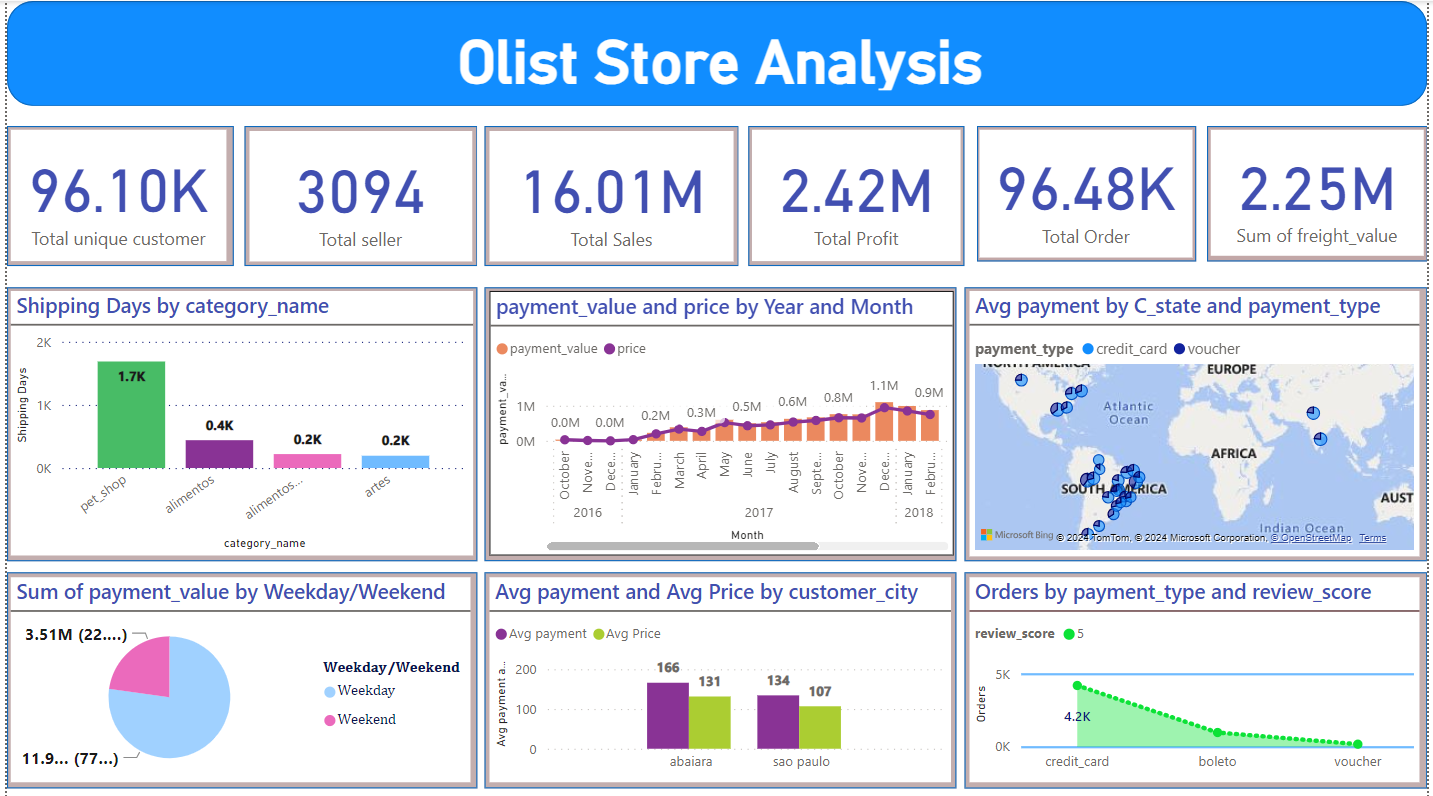 Olist Store Analysis
96.10K
Total unique customer
3094
Total seller
16.01M
Total Sales
2.42M
Total Profit
96.48K
Total Order
2.25M
Sum of freight_value
Shipping Days by category_name
2K
1K
0K
Shipping Days
1.7K
0.4K
0.2K
0.2K
pet_shop
alimentos
alimentos...
artes
category_name
payment_value and price by Year and Month
payment_value
price
payment_va...
1M
0M
0.0M
0.0M
0.2M
0.3M
0.5M
0.6M
0.8M
1.1M
0.9M
October
Nove...
Dece...
January
Febru...
March
April
May
June
July
August
Septe...
October
Nove...
Dece...
January
Febru...
2016
2017
2018
Month
Avg payment by C_state and payment_type
payment_type
credit_card
voucher
NORTH AMERICA
EUROPE
Atlantic
Ocean
AFRICA
SOUTH AMERICA
AUST
Indian Ocean
Microsoft Bing
© 2024 TomTom, © 2024 Microsoft Corporation, © OpenStreetMap Terms
Sum of payment_value by Weekday/Weekend
3.51M (22....)
11.9... (77...)
Weekday/Weekend
Weekday
Weekend
Avg payment and Avg Price by customer_city
Avg payment
Avg Price
Avg payment a...
200
100
0
166
131
134
107
abaiara
sao paulo
Orders by payment_type and review_score
review_score
5
Orders
5K
0K
4.2K
credit_card
boleto
voucher